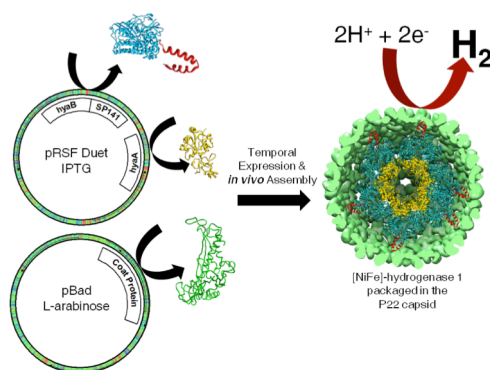 2H⁺ + 2e⁻
H₂
hyaB
SP141
hyaA
pRSF Duet
IPTG
Temporal
Expression &
in vivo Assembly
Coat Protein
pBad
L-arabinose
[NiFe]-hydrogenase 1
packaged in the
P22 capsid